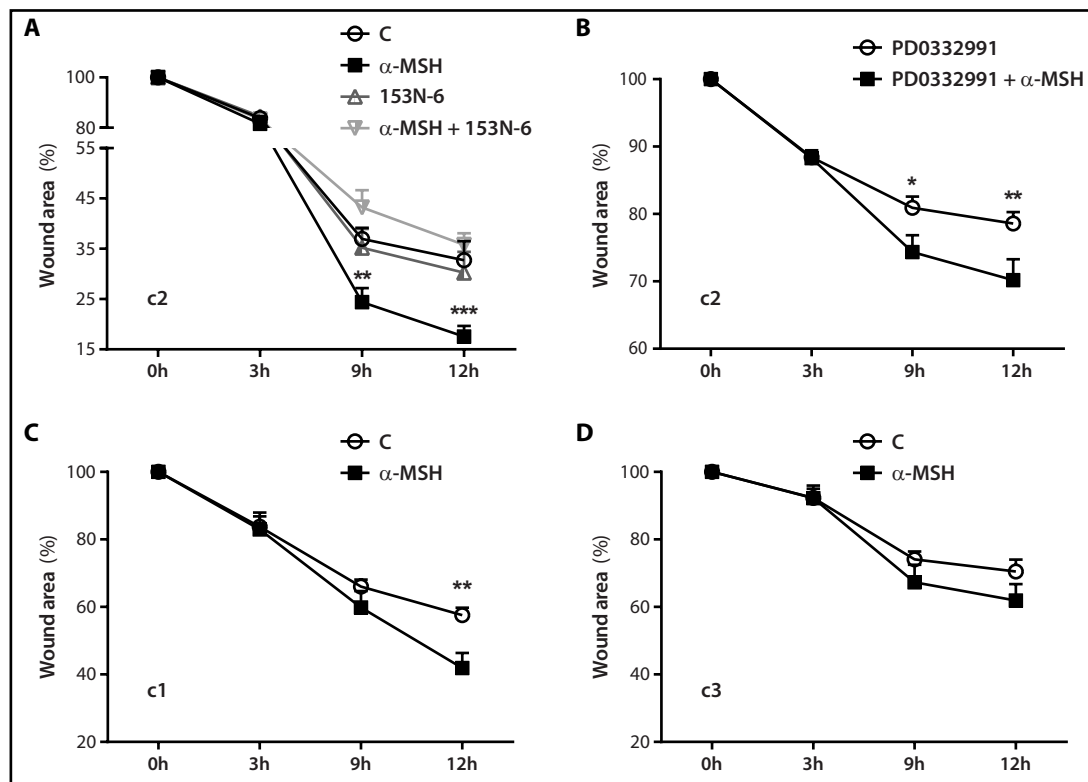 A
C
α-MSH
153N-6
α-MSH + 153N-6
Wound area (%)
100
80
55
45
35
25
15
**
***
c2
0h 3h 9h 12h
B
PD0332991
PD0332991 + α-MSH
Wound area (%)
100
90
80
70
60
*
**
c2
0h 3h 9h 12h
C
C
α-MSH
Wound area (%)
100
80
60
40
20
**
c1
0h 3h 9h 12h
D
C
α-MSH
Wound area (%)
100
80
60
40
20
c3
0h 3h 9h 12h